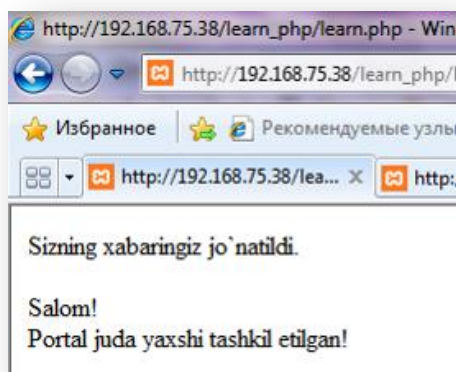 http://192.168.75.38/learn_php/learn.php - Win
http://192.168.75.38/learn_php/
Избранное
Рекомендуемые узлы
http://192.168.75.38/lea...
http:
Sizning xabaringiz jo`natildi.
Salom!
Portal juda yaxshi tashkil etilgan!